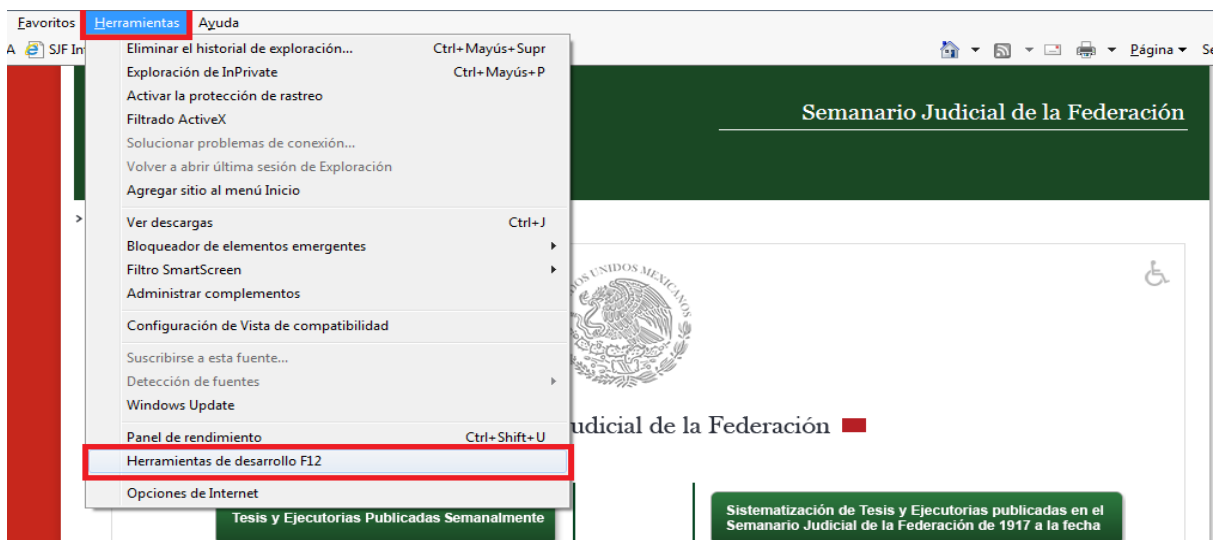 Favoritos Herramientas Ayuda
A SJF In
Página Se
Eliminar el historial de exploración... Ctrl+Mayús+Supr
Exploración de InPrivate Ctrl+Mayús+P
Activar la protección de rastreo
Filtrado ActiveX
Solucionar problemas de conexión...
Volver a abrir última sesión de Exploración
Agregar sitio al menú Inicio
Ver descargas Ctrl+J
Bloqueador de elementos emergentes
Filtro SmartScreen
Administrar complementos
Configuración de Vista de compatibilidad
Suscribirse a esta fuente...
Detección de fuentes
Windows Update
Panel de rendimiento Ctrl+Shift+U
Herramientas de desarrollo F12
Opciones de Internet
Semanario Judicial de la Federación
OS UNIDOS MEXICANOS
udicial de la Federación
Tesis y Ejecutorias Publicadas Semanalmente
Sistematización de Tesis y Ejecutorias publicadas en el
Semanario Judicial de la Federación de 1917 a la fecha